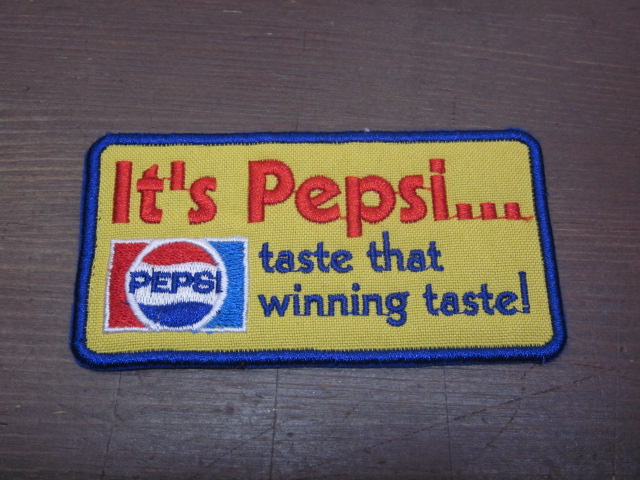 It's Pepsi....
PEPSI
taste that
winning taste!